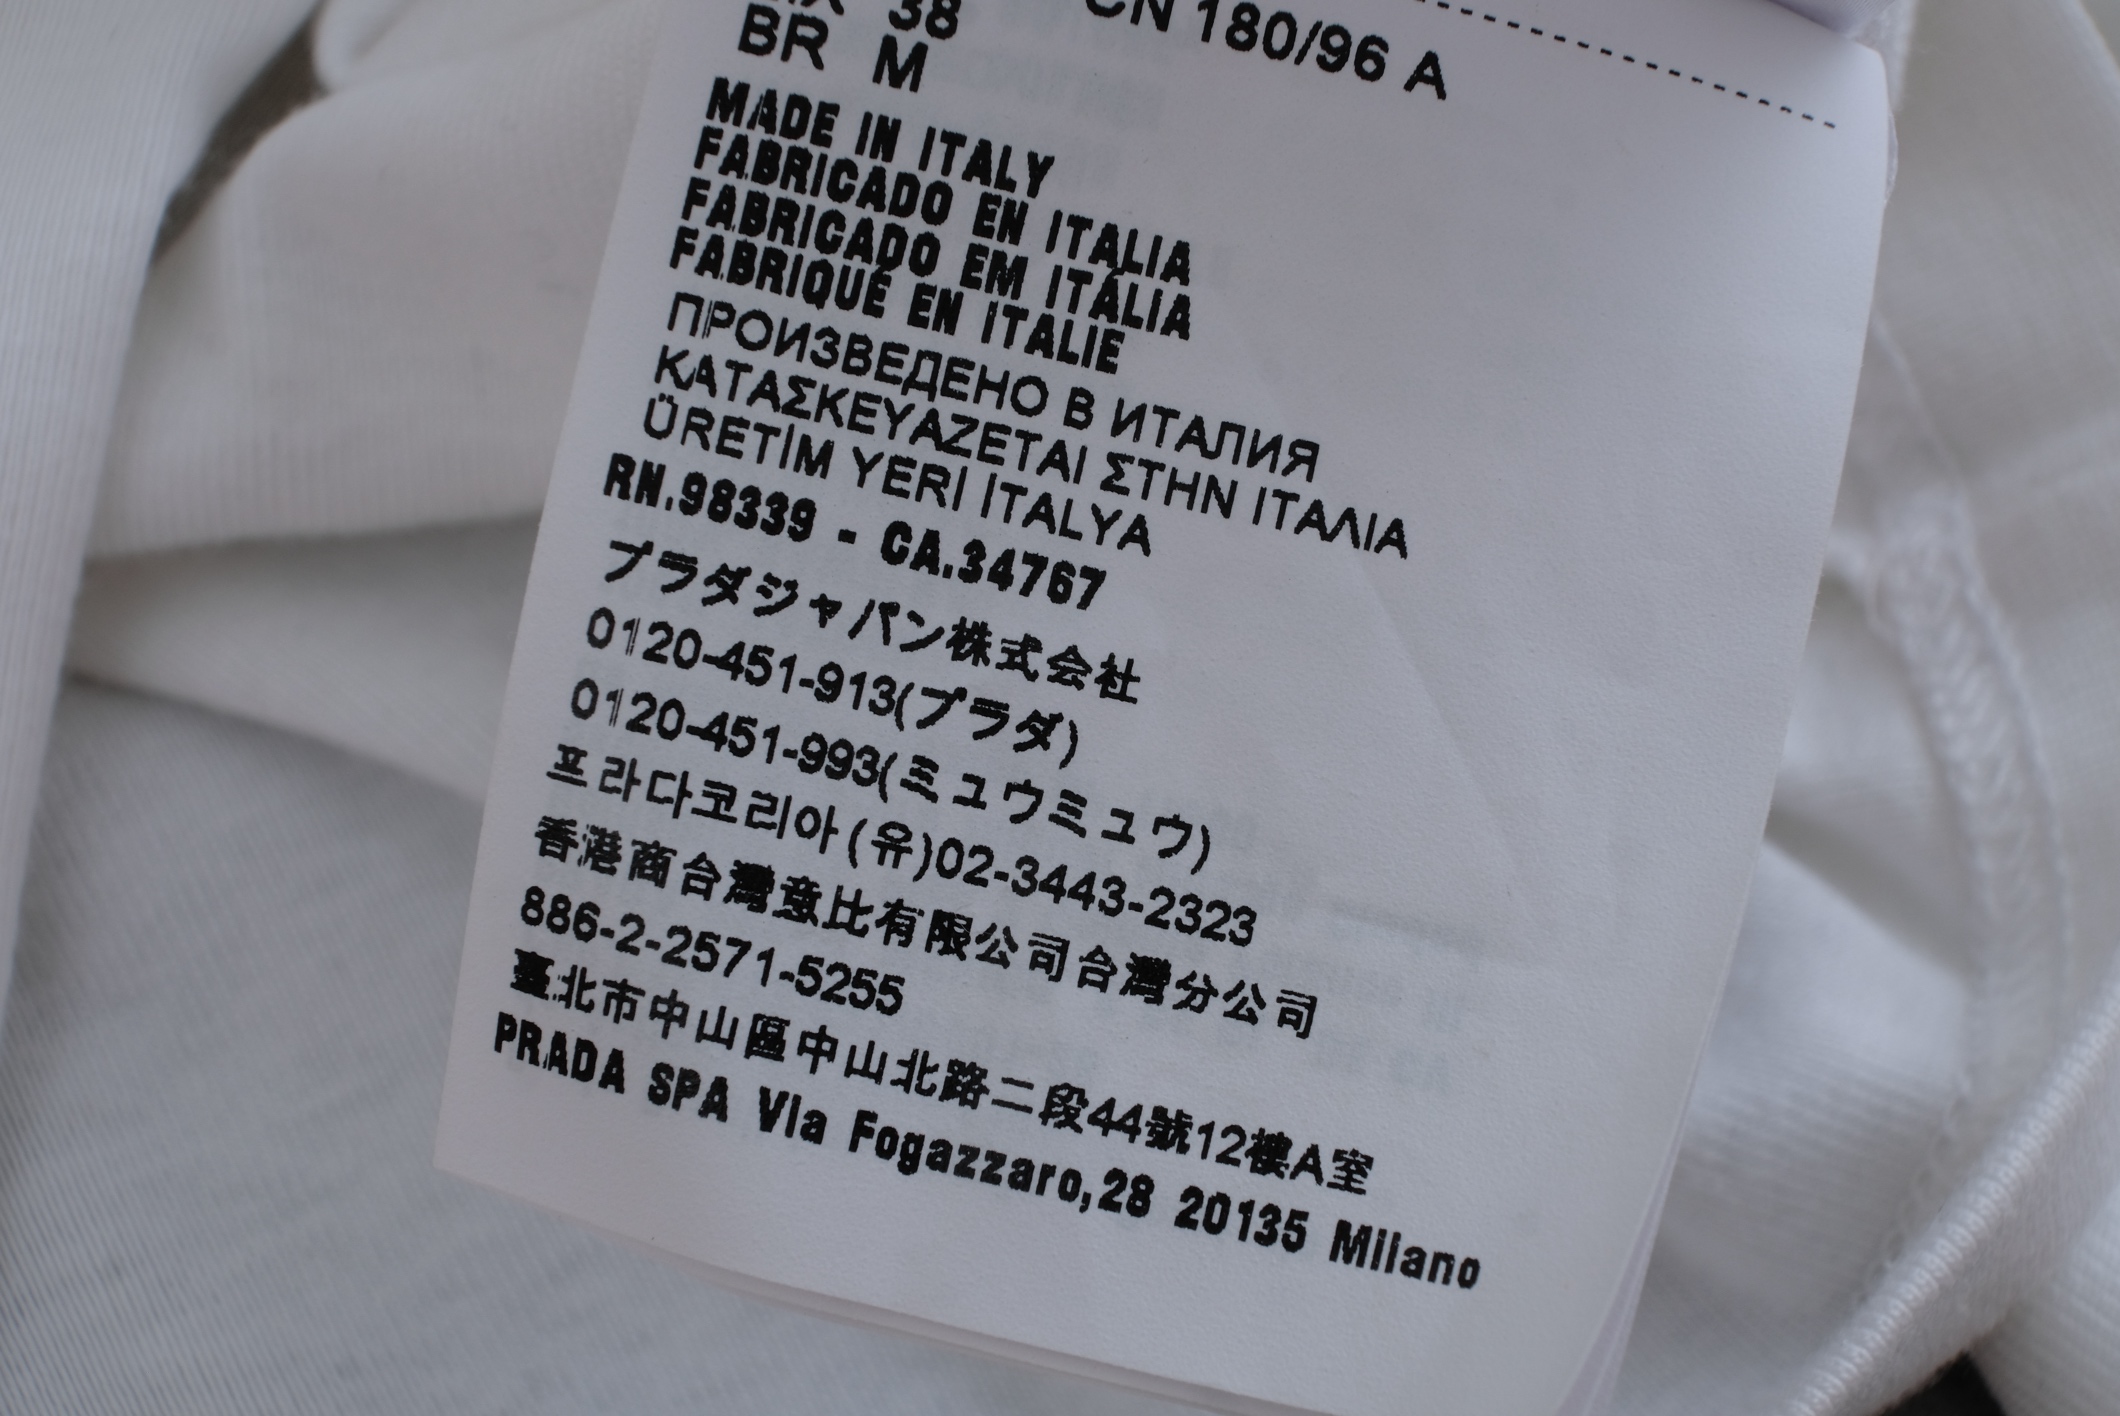 38 CN 180/96 A
BR M
MADE IN ITALY
FABRICADO EN ITALIA
FABRICADO EM ITÁLIA
FABRIQUÉ EN ITALIE
ПРОИЗВЕДЕНО В ИТАЛИЯ
ΚΑΤΑΣΚΕΥΑΖΕΤΑΙ ΣΤΗΝ ΙΤΑΛΙΑ
ÜRETİM YERİ İTALYA
RN.98339 - CA.34767
プラダジャパン株式会社
0120-451-913(プラダ)
0120-451-993(ミュウミュウ)
프라다코리아(유)02-3443-2323
香港商台灣意比有限公司台灣分公司
886-2-2571-5255
臺北市中山區中山北路二段44號12樓A室
PRADA SPA Via Fogazzaro,28 20135 Milano